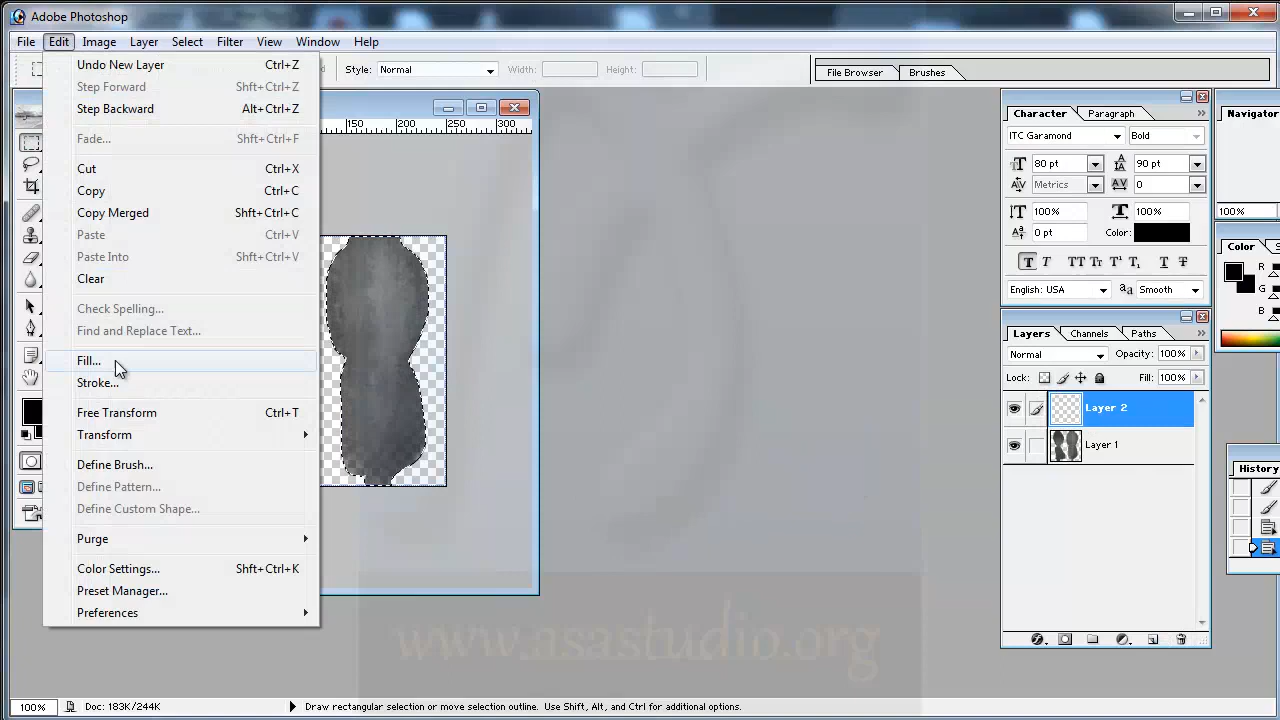 Adobe Photoshop
File Edit Image Layer Select Filter View Window Help
Style: Normal Width: Height: File Browser Brushes
Undo New Layer Ctrl+Z
Step Forward Shft+Ctrl+Z
Step Backward Alt+Ctrl+Z
Fade... Shft+Ctrl+F
Cut Ctrl+X
Copy Ctrl+C
Copy Merged Shft+Ctrl+C
Paste Ctrl+V
Paste Into Shft+Ctrl+V
Clear
Check Spelling...
Find and Replace Text...
Fill...
Stroke...
Free Transform Ctrl+T
Transform
Define Brush...
Define Pattern...
Define Custom Shape...
Purge
Color Settings... Shft+Ctrl+K
Preset Manager...
Preferences
150 200 250 300
Character Paragraph
ITC Garamond Bold
80 pt 90 pt
Metrics 0
100% 100%
0 pt Color:
T T TT Tr T¹ T₁ T T
English: USA aa Smooth
Navigator
100%
Color S
R
G
B
Layers Channels Paths
Normal Opacity: 100%
Lock: Fill: 100%
Layer 2
Layer 1
History
www.asastudio.org
100% Doc: 183K/244K Draw rectangular selection or move selection outline. Use Shift, Alt, and Ctrl for additional options.